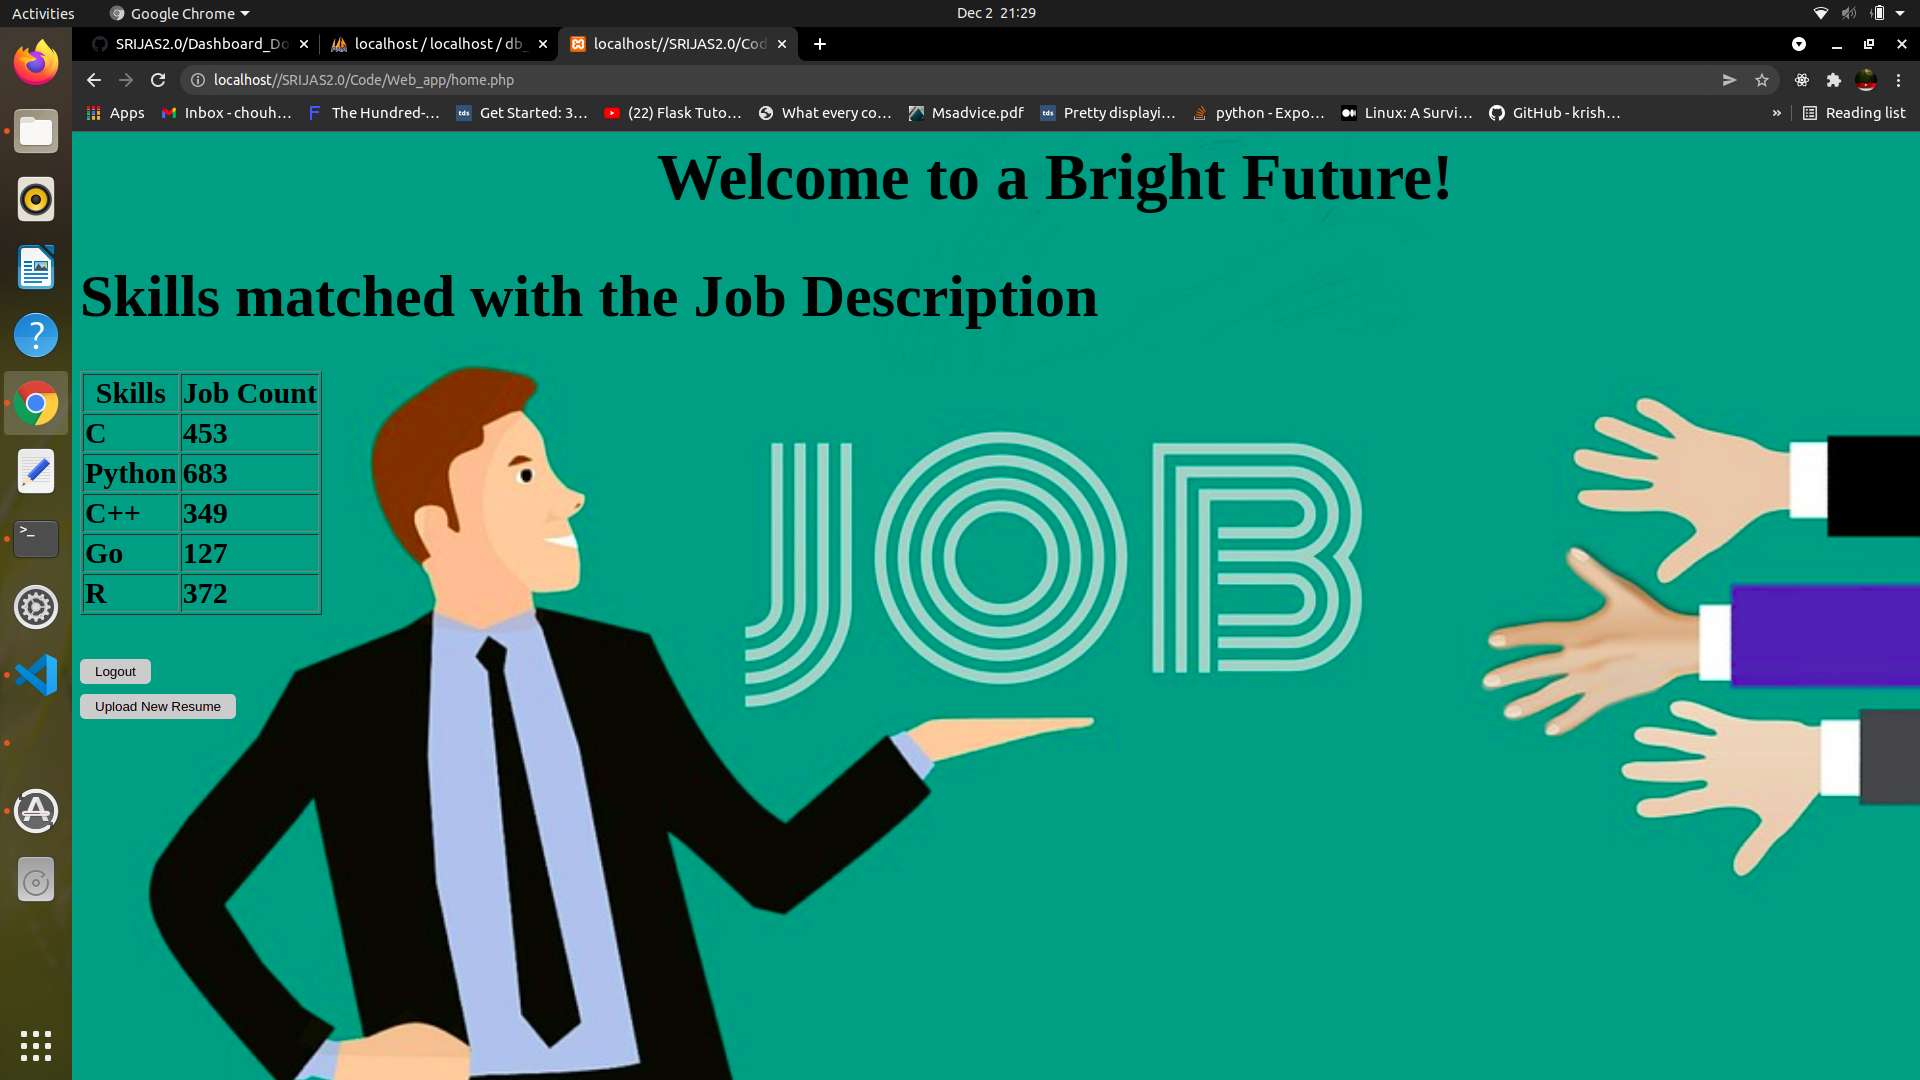 Activities
Google Chrome
Dec 2 21:29
SRIJAS2.0/Dashboard_Do
localhost / localhost / db_
localhost//SRIJAS2.0/Cod
localhost//SRIJAS2.0/Code/Web_app/home.php
Apps
Inbox - chouh…
The Hundred-…
Get Started: 3…
(22) Flask Tuto…
What every co…
Msadvice.pdf
Pretty displayi…
python - Expo…
Linux: A Survi…
GitHub - krish…
»
Reading list
Welcome to a Bright Future!
Skills matched with the Job Description
Skills Job Count
C 453
Python 683
C++ 349
Go 127
R 372
JOB
Logout
Upload New Resume